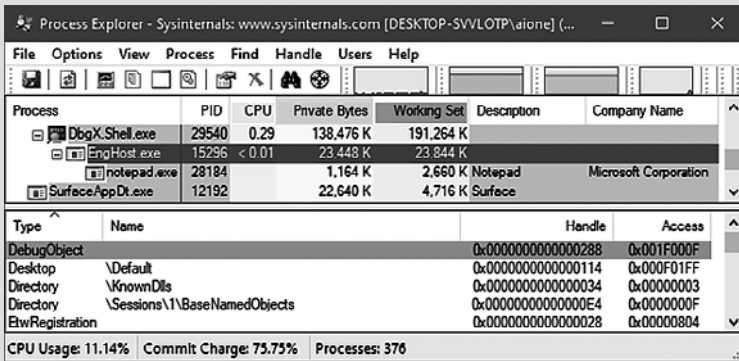 Process Explorer - Sysinternals: www.sysinternals.com [DESKTOP-SVVLOTP\aione] (...
File Options View Process Find Handle Users Help
Process PID CPU Private Bytes Working Set Description Company Name
DbgX.Shell.exe 29540 0.29 138,476 K 191,264 K
EngHost.exe 15296 < 0.01 23,448 K 23,844 K
notepad.exe 28184 1,164 K 2,660 K Notepad Microsoft Corporation
SurfaceAppDt.exe 12192 22,640 K 4,716 K Surface
Type Name Handle Access
DebugObject 0x0000000000000288 0x001F000F
Desktop \Default 0x0000000000000114 0x000F01FF
Directory \KnownDlls 0x0000000000000034 0x00000003
Directory \Sessions\1\BaseNamedObjects 0x00000000000000E4 0x0000000F
EtwRegistration 0x0000000000000028 0x00000804
CPU Usage: 11.14% Commit Charge: 75.75% Processes: 376